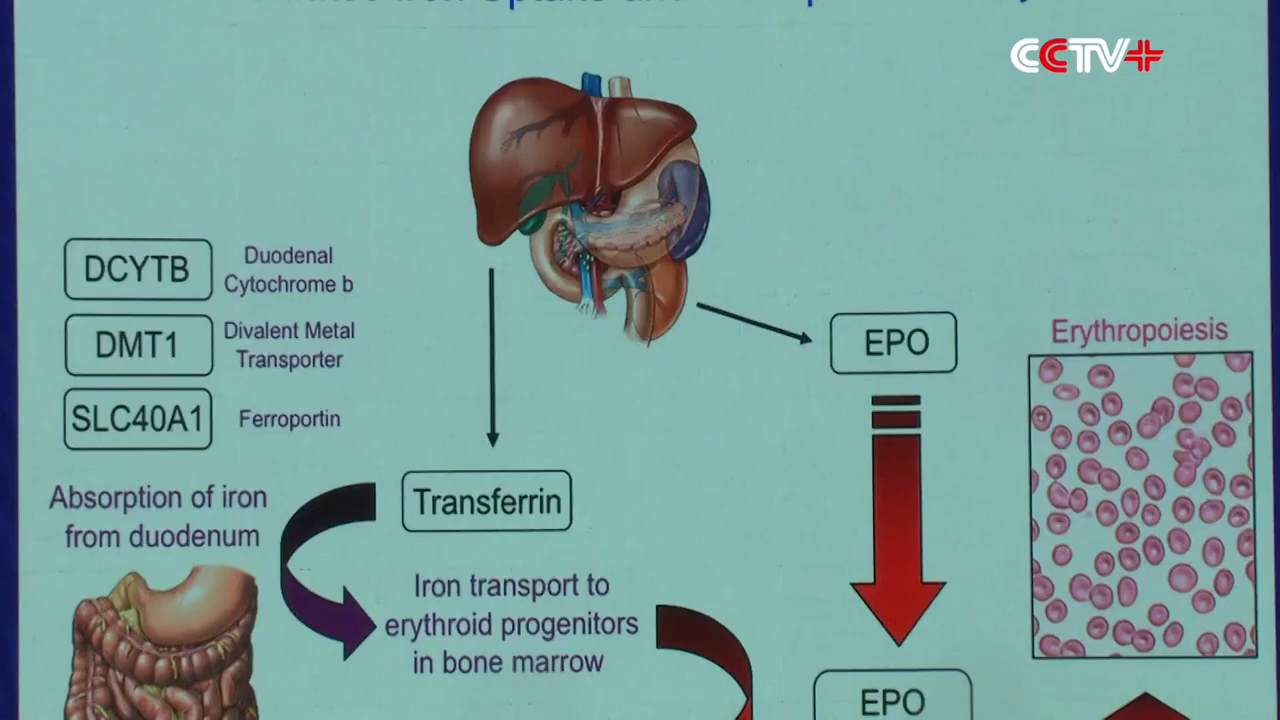 CCTV+
DCYTB
Duodenal
Cytochrome b
DMT1
Divalent Metal
Transporter
SLC40A1
Ferroportin
Absorption of iron
from duodenum
Transferrin
Iron transport to
erythroid progenitors
in bone marrow
EPO
EPO
Erythropoiesis